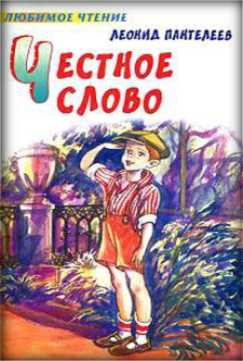 ЛЮБИМОЕ ЧТЕНИЕ
ЛЕОНИД ПАНТЕЛЕЕВ
ЧЕСТНОЕ
СЛОВО